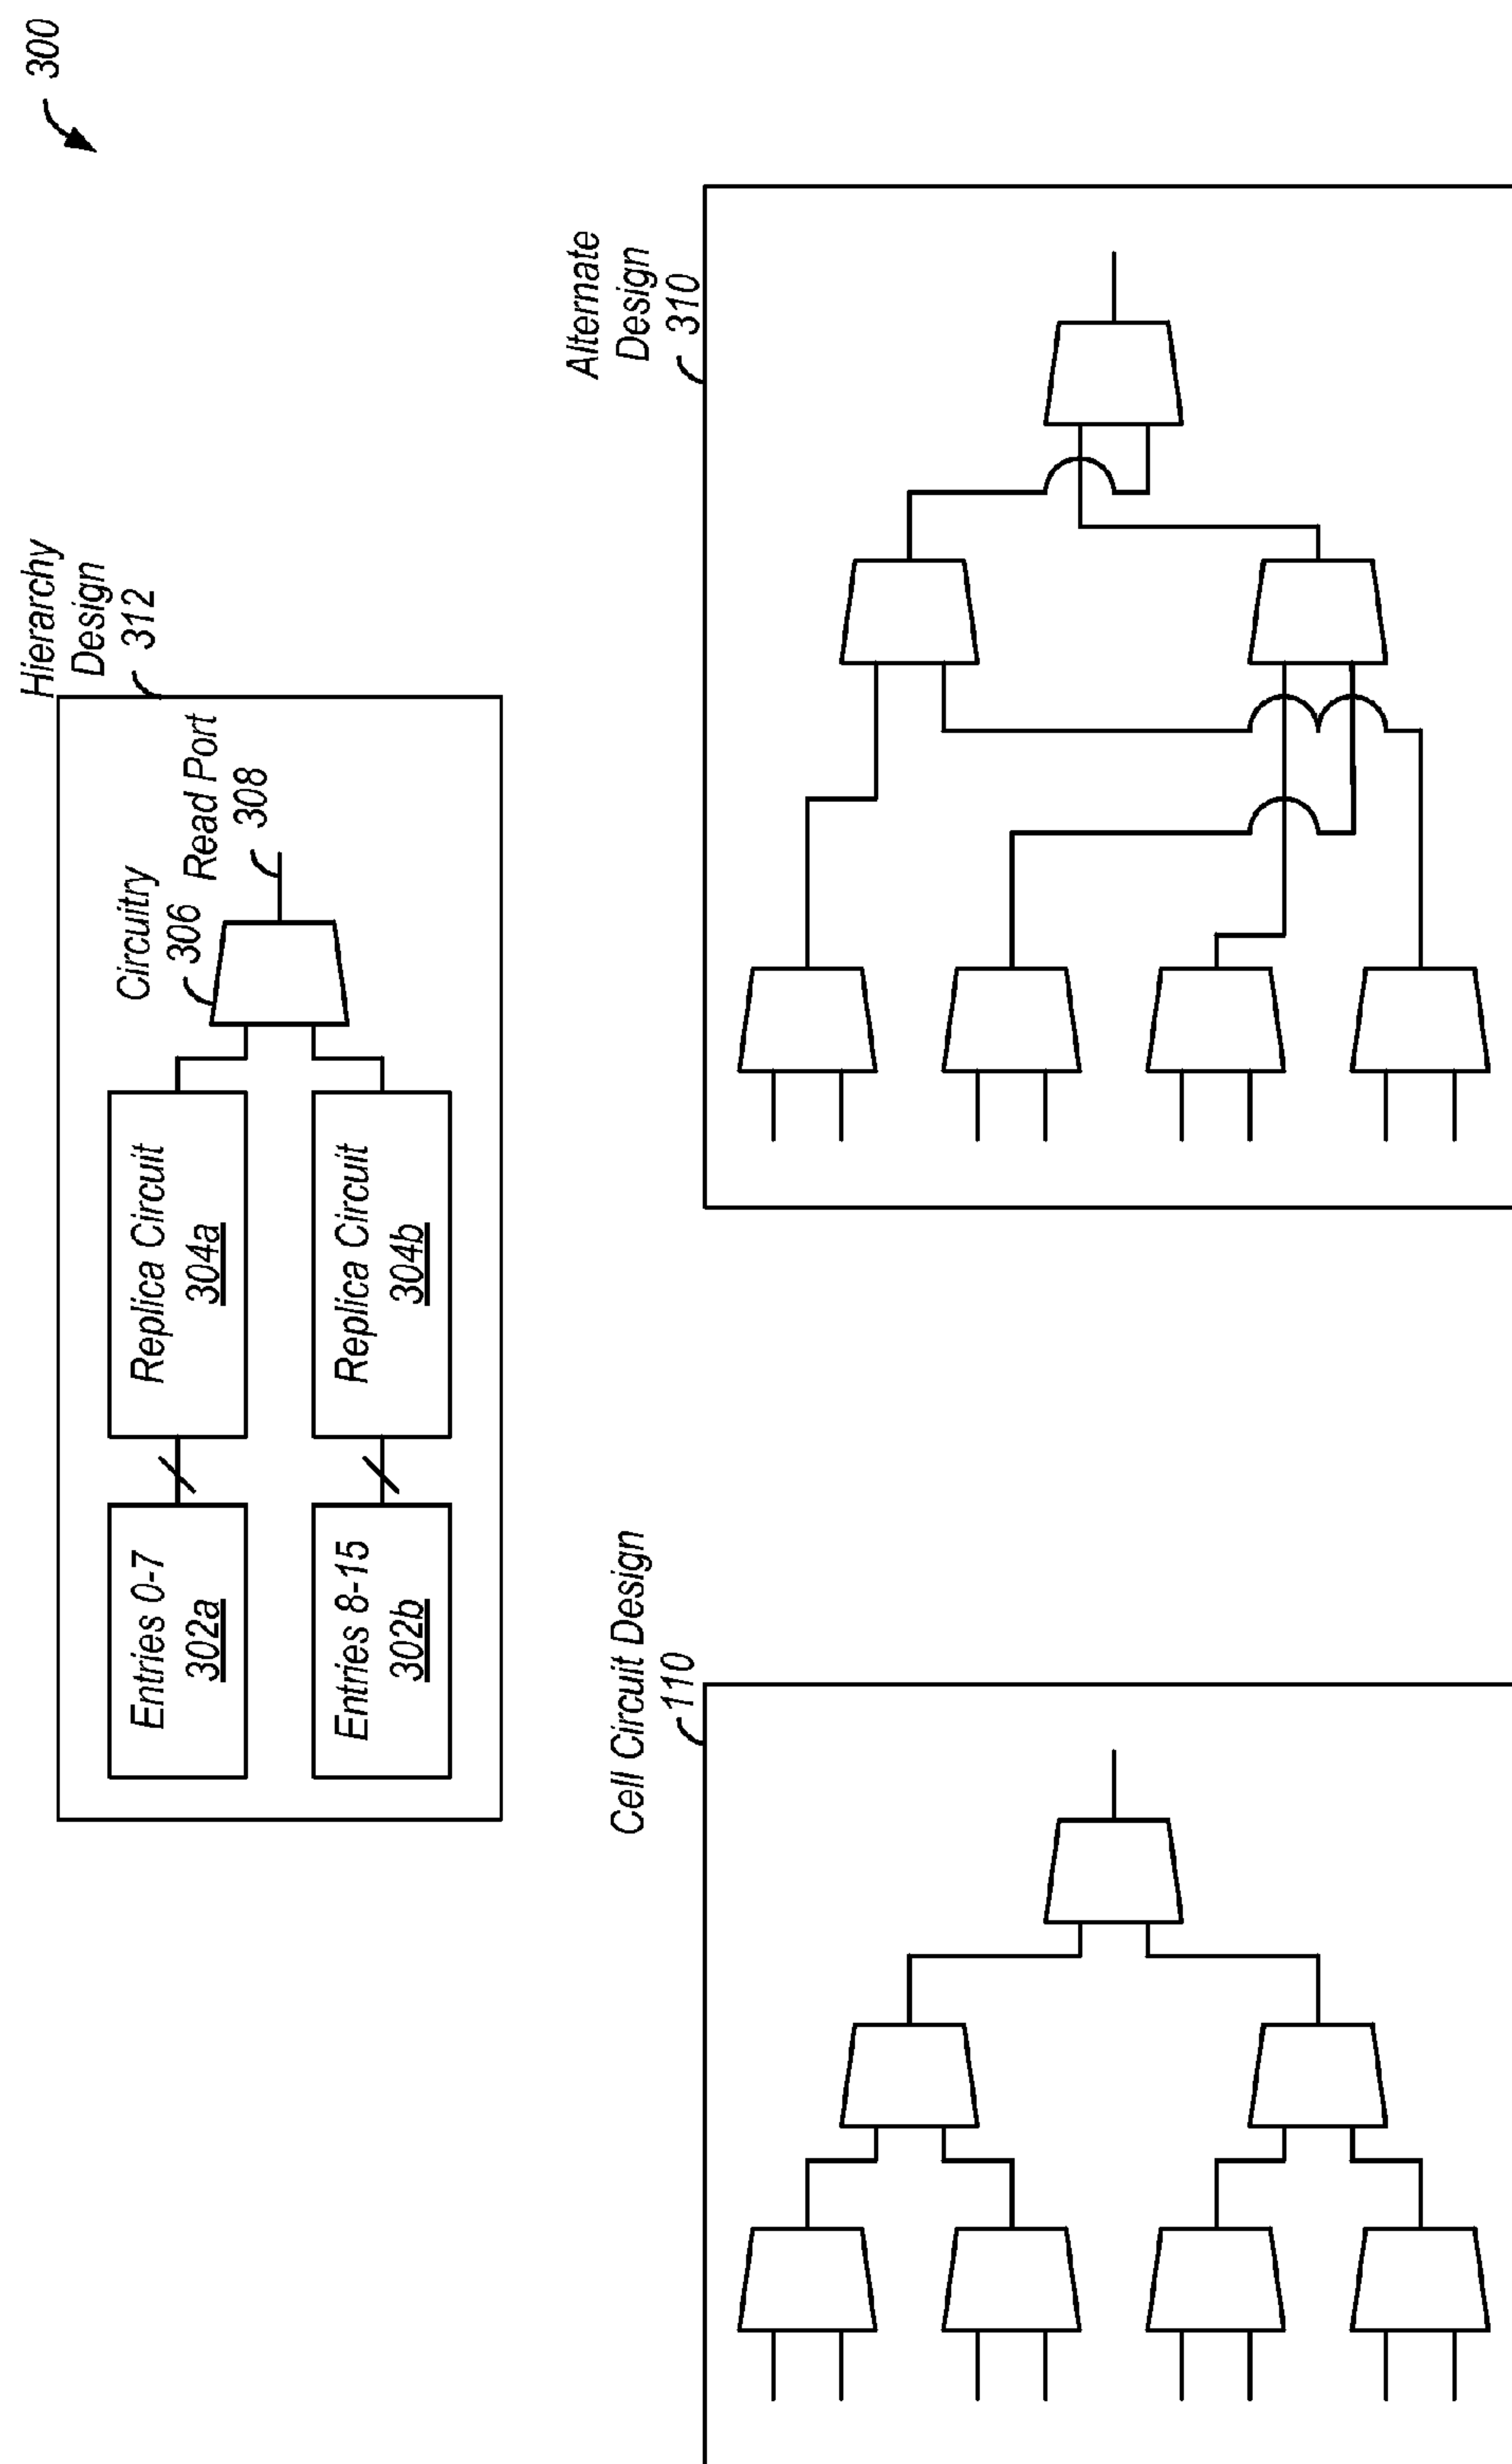 300
Hierarchy
Design
312
Entries 0-7
302a
Replica Circuit
304a
Circuitry
306
Read Port
308
Entries 8-15
302b
Replica Circuit
304b
Cell Circuit Design
110
Alternate
Design
310